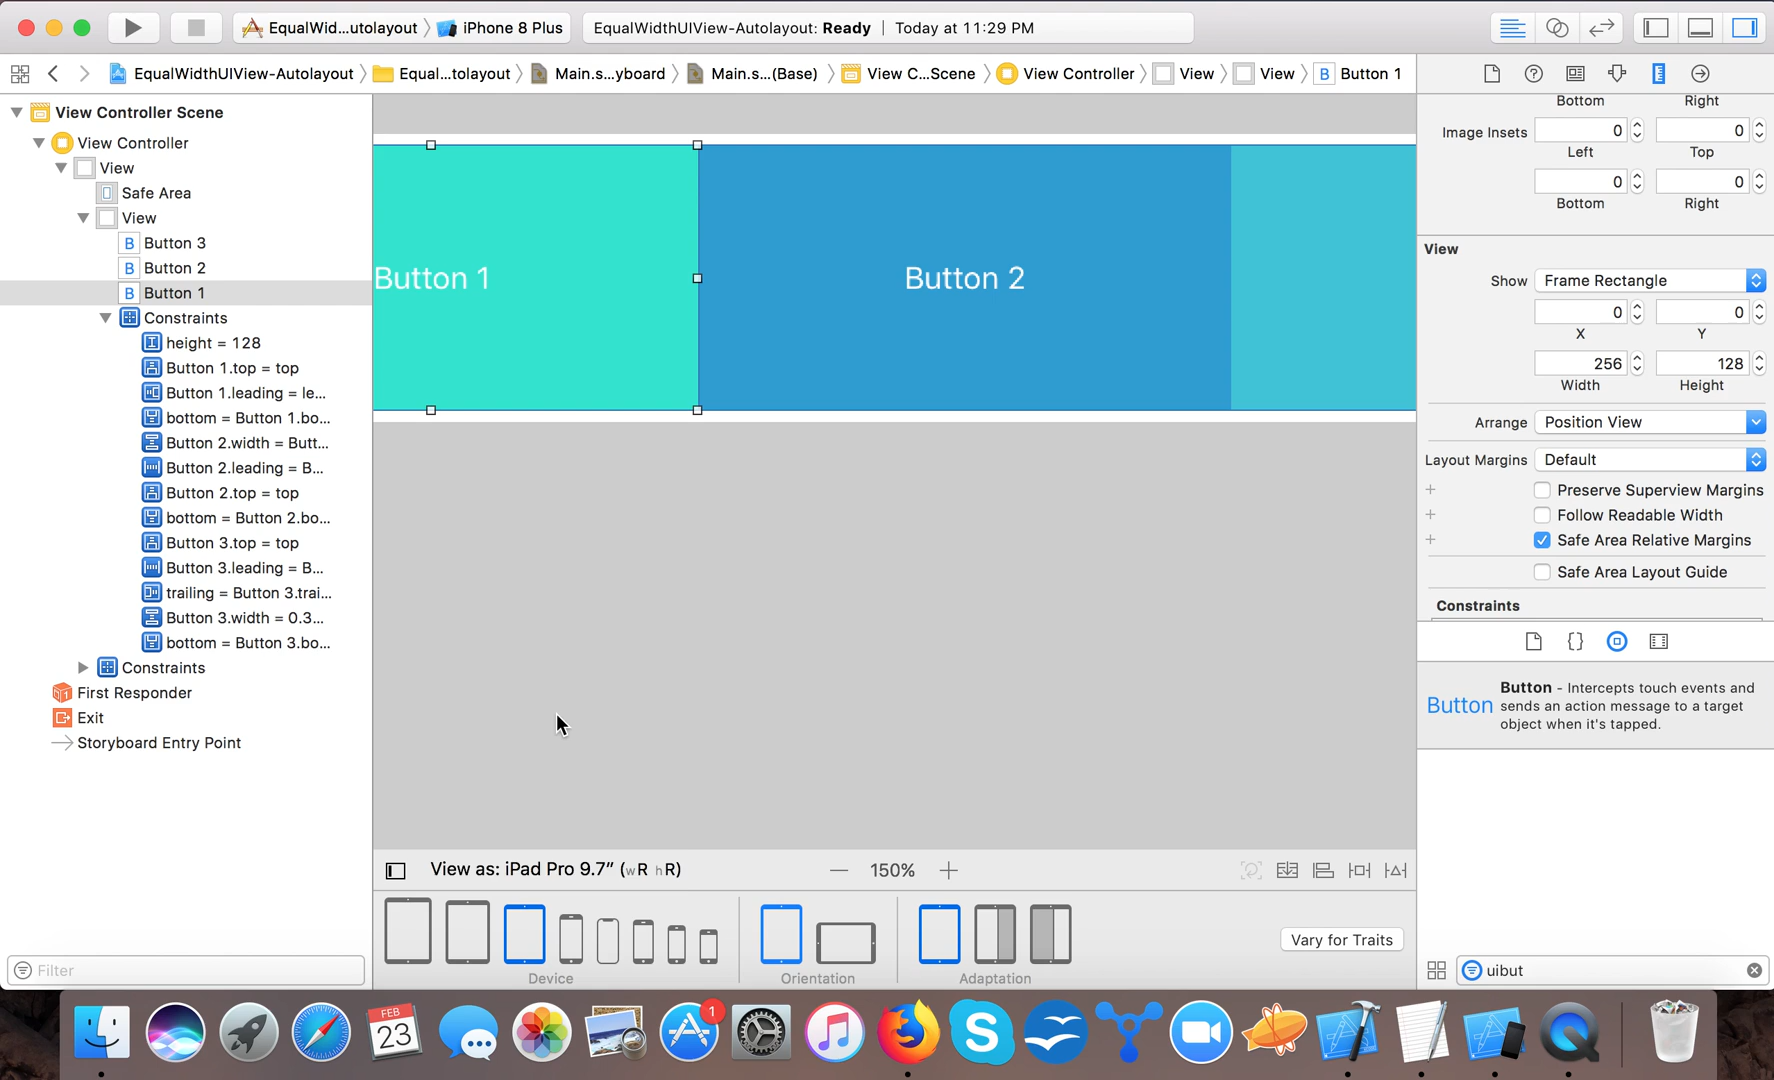 EqualWid...utolayout
iPhone 8 Plus
EqualWidthUIView-Autolayout: Ready | Today at 11:29 PM
EqualWidthUIView-Autolayout
Equal...tolayout
Main.s...yboard
Main.s...(Base)
View C...Scene
View Controller
View
View
B Button 1
View Controller Scene
View Controller
View
Safe Area
View
B Button 3
B Button 2
B Button 1
Constraints
height = 128
Button 1.top = top
Button 1.leading = le...
bottom = Button 1.bo...
Button 2.width = Butt...
Button 2.leading = B...
Button 2.top = top
bottom = Button 2.bo...
Button 3.top = top
Button 3.leading = B...
trailing = Button 3.trai...
Button 3.width = 0.3...
bottom = Button 3.bo...
Constraints
First Responder
Exit
Storyboard Entry Point
Filter
Button 1
Button 2
View as: iPad Pro 9.7" (wR hR)
150%
Device
Orientation
Adaptation
Vary for Traits
Bottom Right
Image Insets 0 0
Left Top
0 0
Bottom Right
View
Show Frame Rectangle
0 0
X Y
256 128
Width Height
Arrange Position View
Layout Margins Default
Preserve Superview Margins
Follow Readable Width
Safe Area Relative Margins
Safe Area Layout Guide
Constraints
{}
Button
Button - Intercepts touch events and
sends an action message to a target
object when it's tapped.
uibut
FEB
23
1